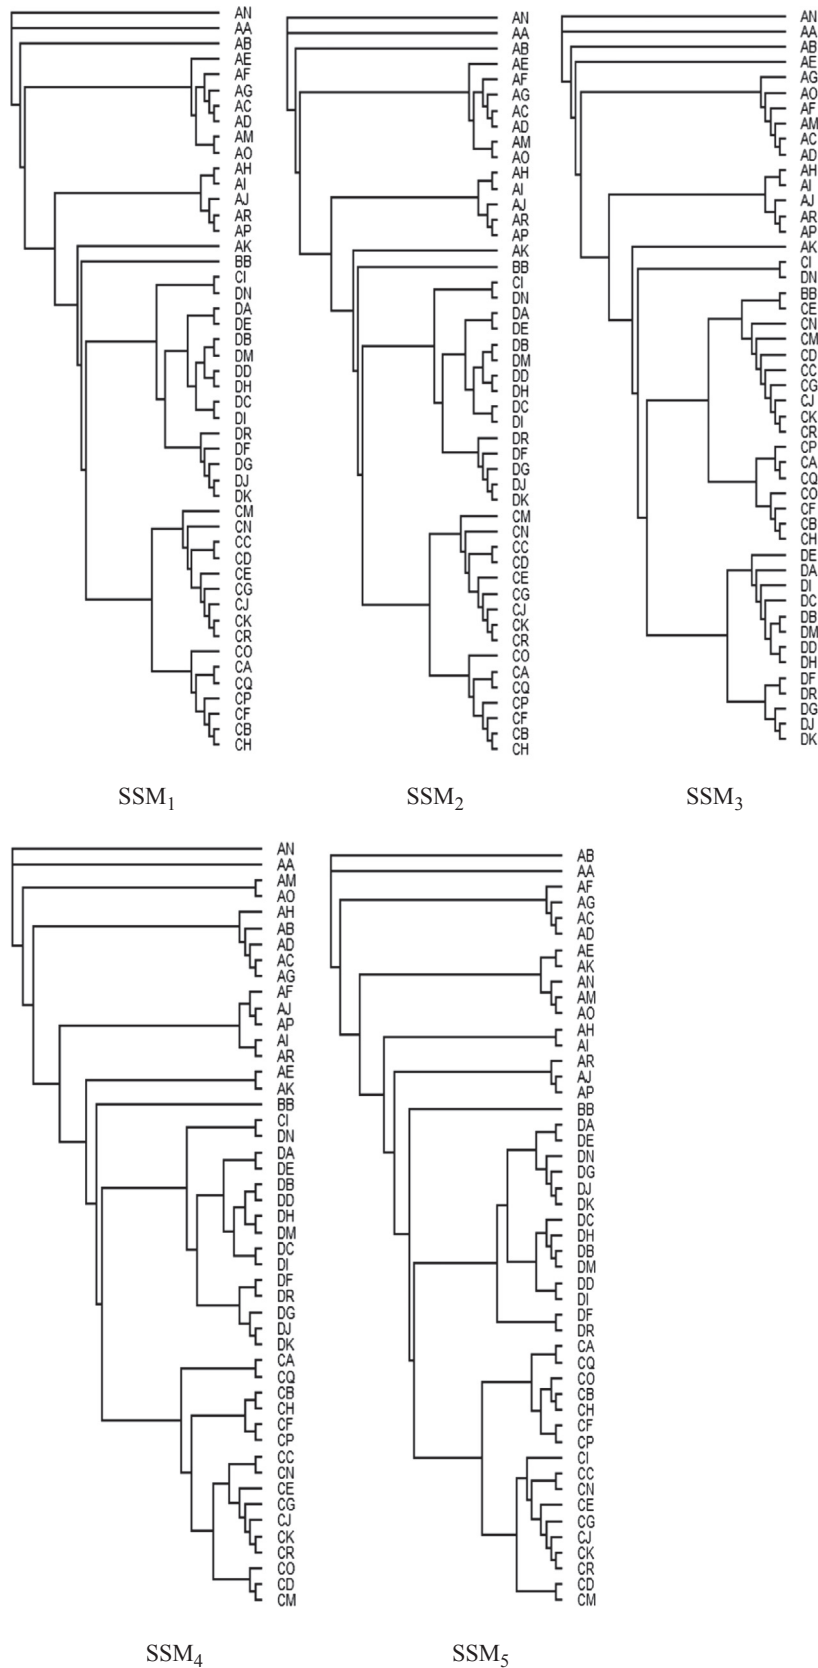 AN
AA
AB
AE
AF
AG
AC
AD
AM
AO
AH
AI
AJ
AR
AP
AK
BB
CI
DN
DA
DE
DB
DM
DD
DH
DC
DI
DR
DF
DG
DJ
DK
CM
CN
CC
CD
CE
CG
CJ
CK
CR
CO
CA
CQ
CP
CF
CB
CH
SSM1
AN
AA
AB
AE
AF
AG
AC
AD
AM
AO
AH
AI
AJ
AR
AP
AK
BB
CI
DN
DA
DE
DB
DM
DD
DH
DC
DI
DR
DF
DG
DJ
DK
CM
CN
CC
CD
CE
CG
CJ
CK
CR
CO
CA
CQ
CP
CF
CB
CH
SSM2
AN
AA
AB
AE
AG
AO
AF
AM
AC
AD
AH
AI
AJ
AR
AP
AK
CI
DN
BB
CE
CN
CM
CD
CC
CG
CJ
CK
CR
CP
CA
CQ
CO
CF
CB
CH
DE
DA
DI
DC
DB
DM
DD
DH
DF
DR
DG
DJ
DK
SSM3
AN
AA
AM
AO
AH
AB
AD
AC
AG
AF
AJ
AP
AI
AR
AE
AK
BB
CI
DN
DA
DE
DB
DD
DH
DM
DC
DI
DF
DR
DG
DJ
DK
CA
CQ
CB
CH
CF
CP
CC
CN
CE
CG
CJ
CK
CR
CO
CD
CM
SSM4
AB
AA
AF
AG
AC
AD
AE
AK
AN
AM
AO
AH
AI
AR
AJ
AP
BB
DA
DE
DN
DG
DJ
DK
DC
DH
DB
DM
DD
DI
DF
DR
CA
CQ
CO
CB
CH
CF
CP
CI
CC
CN
CE
CG
CJ
CK
CR
CD
CM
SSM5